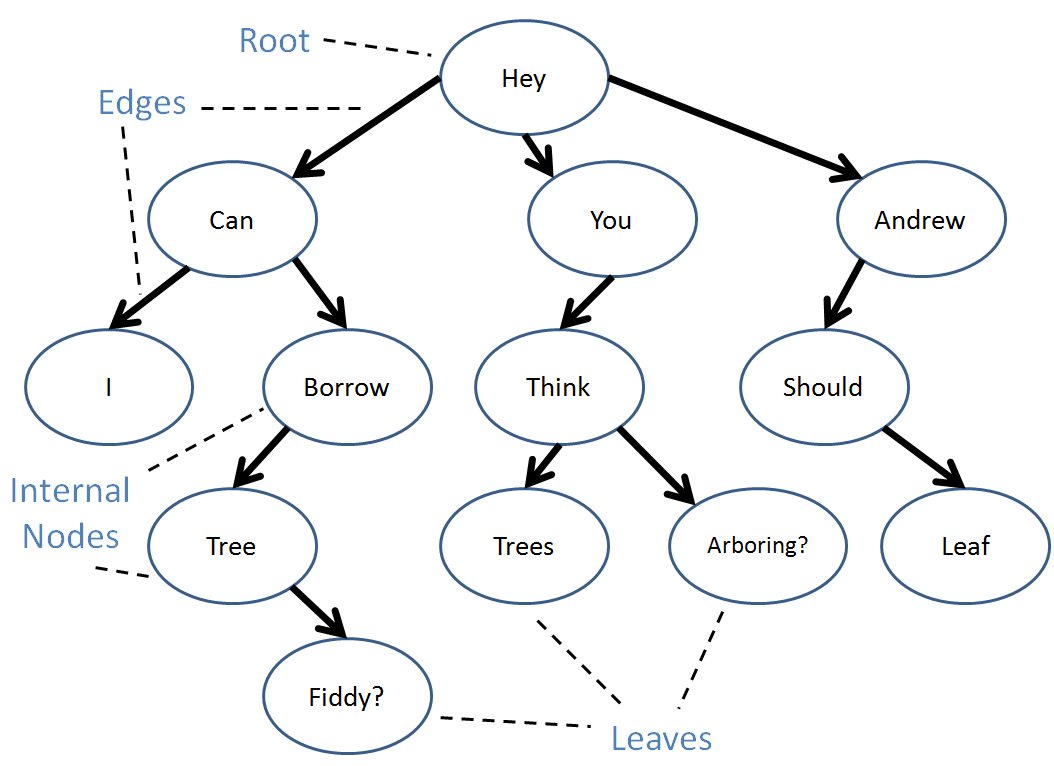 Root
Hey
Edges
Can
You
Andrew
I
Borrow
Think
Should
Internal
Nodes
Tree
Trees
Arboring?
Leaf
Fiddy?
Leaves